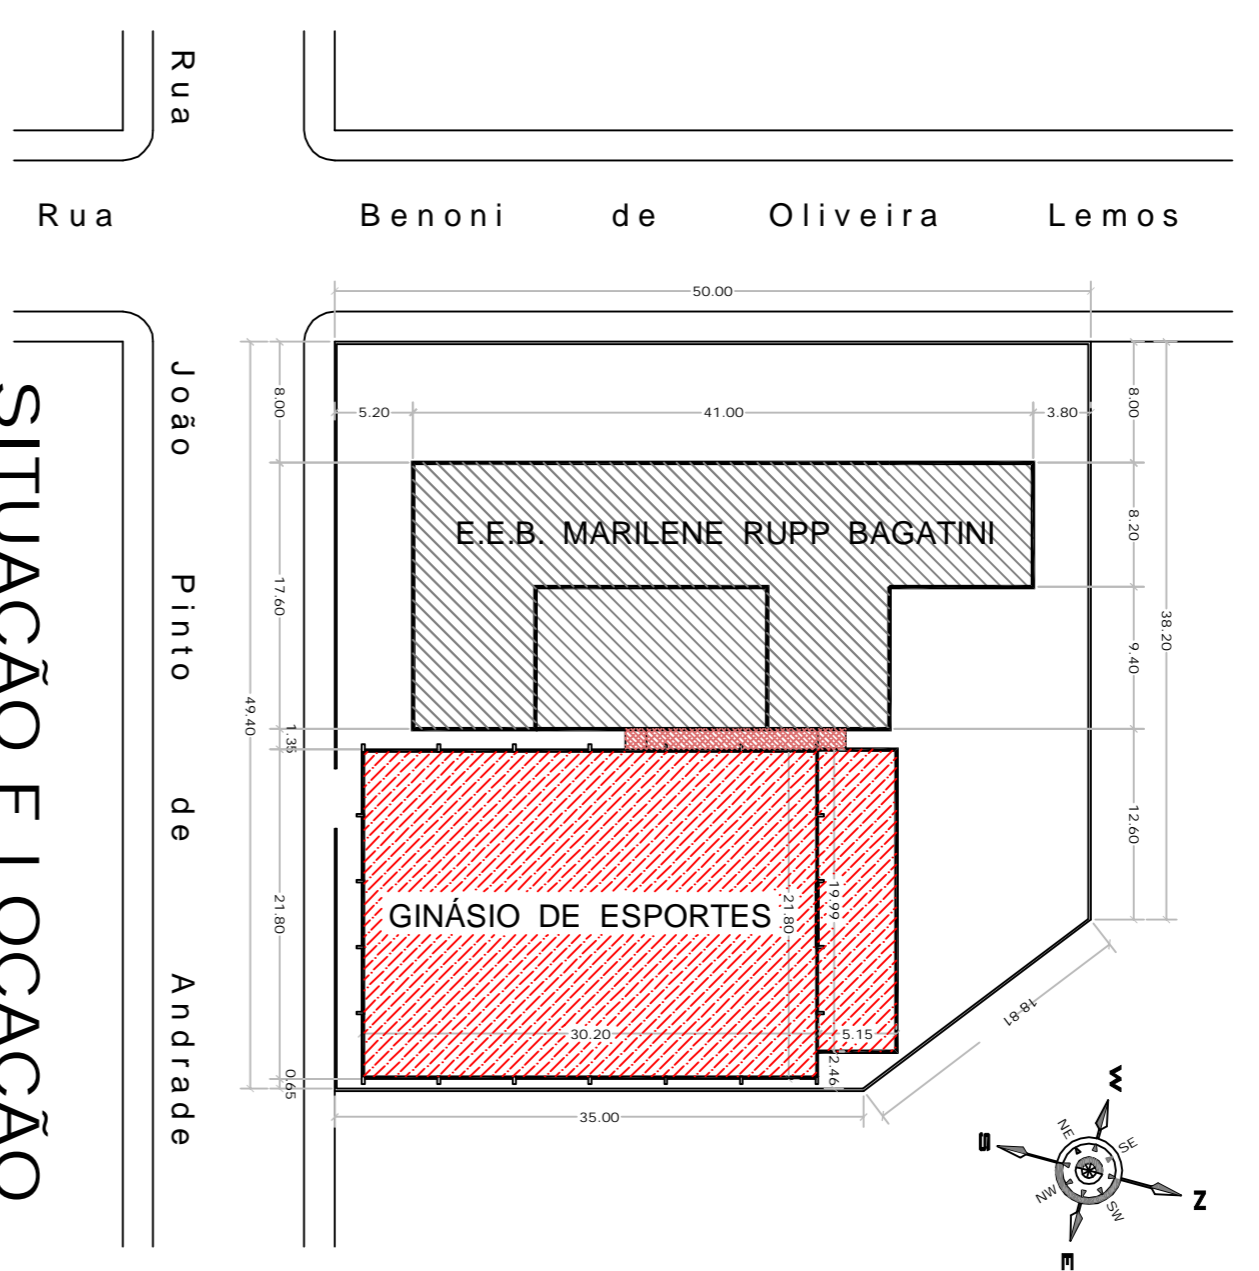 Rua
Rua Benoni de Oliveira Lemos
João Pinto de Andrade
50.00
8.00
5.20
41.00
3.80
8.00
E.E.B. MARILENE RUPP BAGATINI
8.20
17.60
38.20
9.40
49.40
1.35
12.60
GINÁSIO DE ESPORTES
21.80
21.80
19.99
30.20
5.15
18.81
0.65
2.46
35.00
W
NE
SE
S
N
NW
SW
E
SITUAÇÃO E LOCAÇÃO